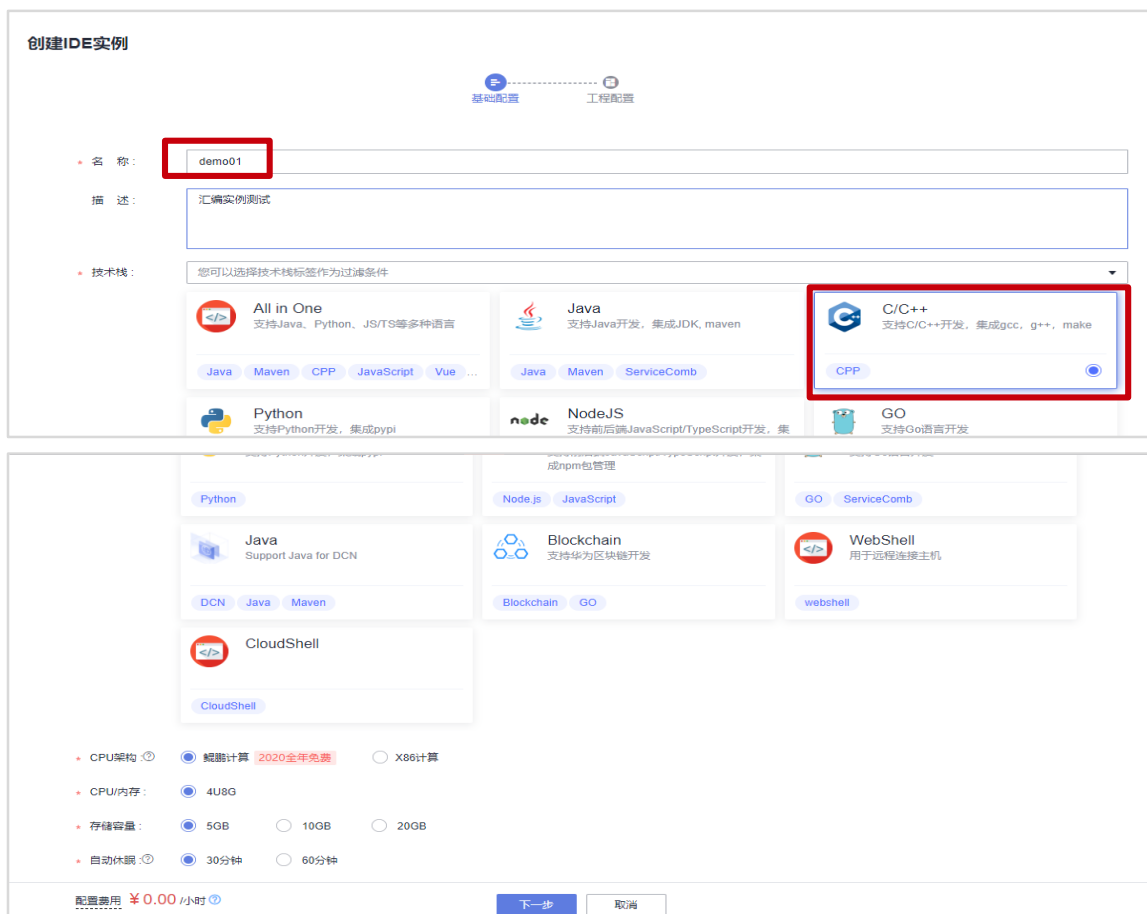 创建IDE实例
基础配置 工程配置
* 名 称 : demo01
描 述 : 汇编实例测试
* 技术栈 : 您可以选择技术栈标签作为过滤条件
All in One
支持Java、Python、JS/TS等多种语言
Java Maven CPP JavaScript Vue ...
Java
支持Java开发，集成JDK, maven
Java Maven ServiceComb
C/C++
支持C/C++开发，集成gcc，g++，make
CPP
Python
支持Python开发，集成pypi
NodeJS
支持前后端JavaScript/TypeScript开发，集
GO
支持Go语言开发
成npm包管理
Python
Node.js JavaScript
GO ServiceComb
Java
Support Java for DCN
DCN Java Maven
Blockchain
支持华为区块链开发
Blockchain GO
WebShell
用于远程连接主机
webshell
CloudShell
CloudShell
* CPU架构 : 鲲鹏计算 2020全年免费 X86计算
* CPU/内存 : 4U8G
* 存储容量 : 5GB 10GB 20GB
* 自动休眠 : 30分钟 60分钟
配置费用 ¥0.00 /小时 下一步 取消